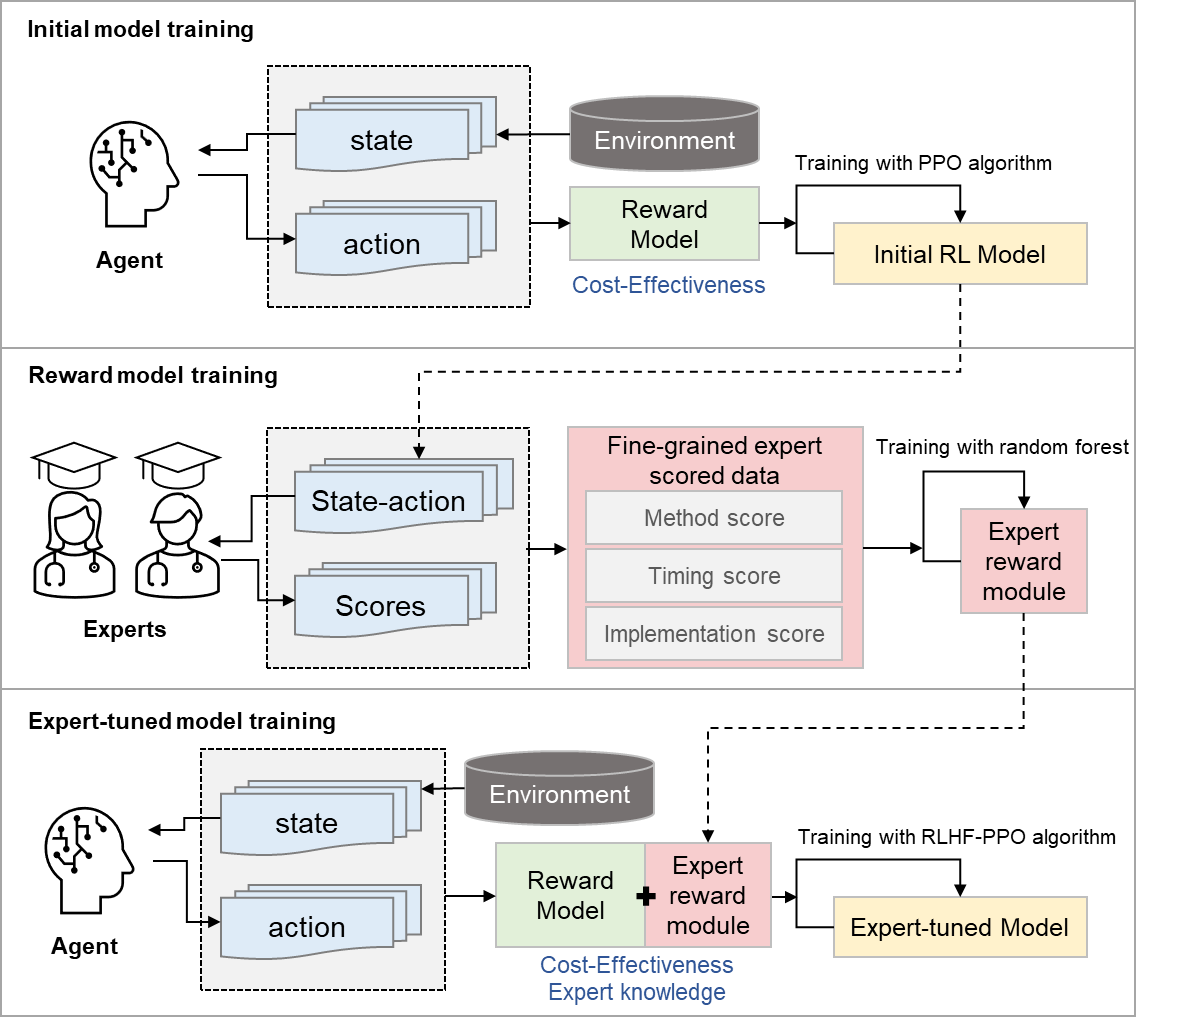 Initial model training
state
Environment
Training with PPO algorithm
Reward
Model
action
Initial RL Model
Agent
Cost-Effectiveness
Reward model training
Fine-grained expert
scored data
Training with random forest
State-action
Method score
Expert
reward
module
Timing score
Scores
Implementation score
Experts
Expert-tuned model training
Environment
state
Training with RLHF-PPO algorithm
Reward
Model
Expert
reward
module
action
Expert-tuned Model
Agent
Cost-Effectiveness
Expert knowledge